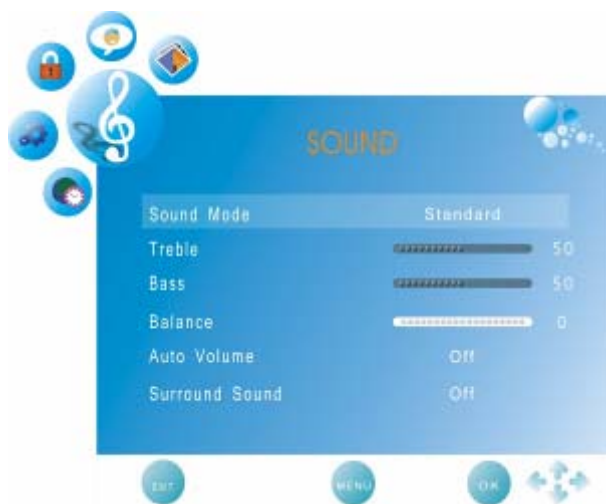 SOUND
Sound Mode Standard
Treble 50
Bass 50
Balance 0
Auto Volume Off
Surround Sound Off
EXIT MENU OK